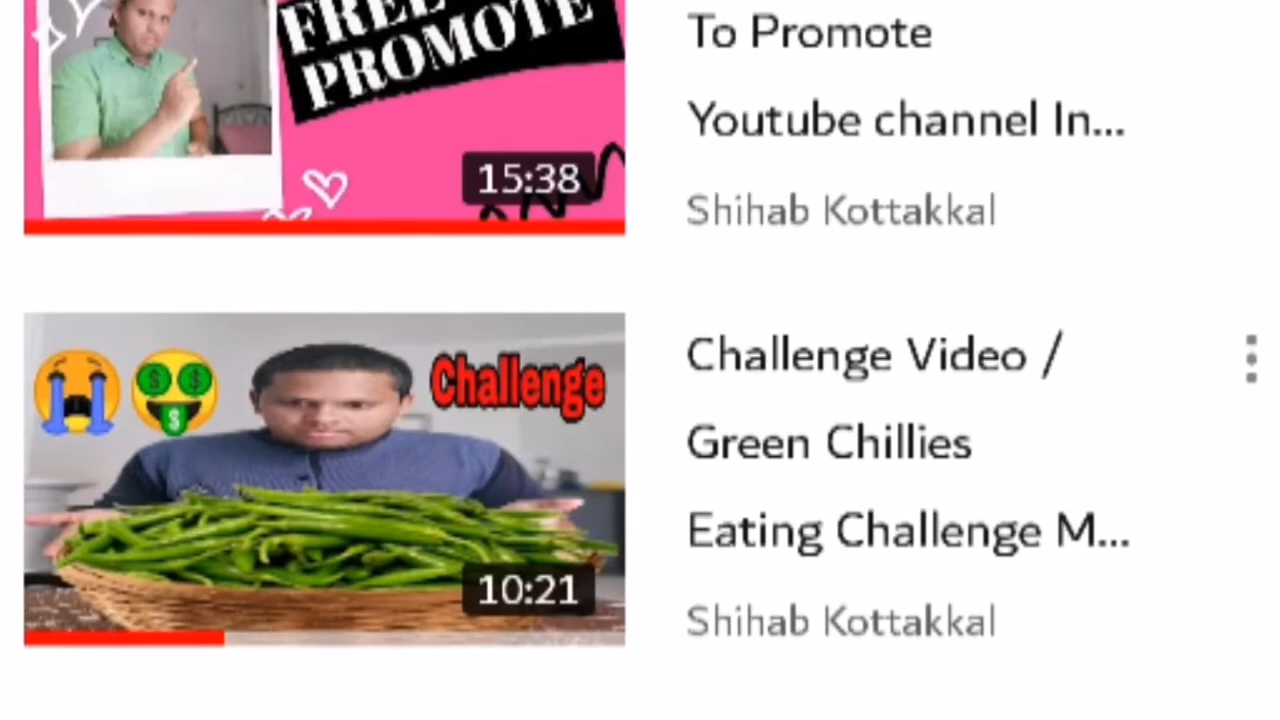 FREE
PROMOTE
15:38
To Promote
Youtube channel In...
Shihab Kottakkal
Challenge
10:21
Challenge Video /
Green Chillies
Eating Challenge M...
Shihab Kottakkal